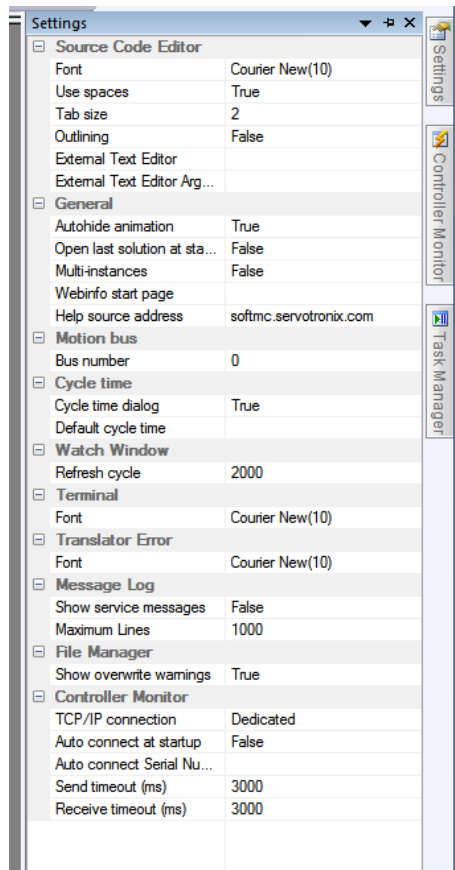 Settings
Source Code Editor
Font Courier New(10)
Use spaces True
Tab size 2
Outlining False
External Text Editor
External Text Editor Arg...
General
Autohide animation True
Open last solution at sta... False
Multi-instances False
Webinfo start page
Help source address softmc.servotronix.com
Motion bus
Bus number 0
Cycle time
Cycle time dialog True
Default cycle time
Watch Window
Refresh cycle 2000
Terminal
Font Courier New(10)
Translator Error
Font Courier New(10)
Message Log
Show service messages False
Maximum Lines 1000
File Manager
Show overwrite warnings True
Controller Monitor
TCP/IP connection Dedicated
Auto connect at startup False
Auto connect Serial Nu...
Send timeout (ms) 3000
Receive timeout (ms) 3000
Settings
Controller Monitor
Task Manager